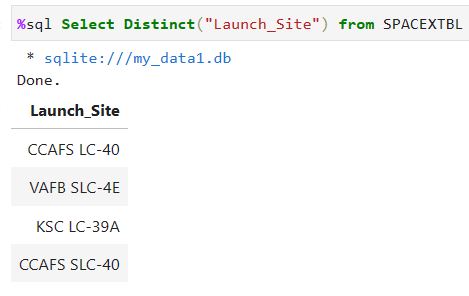 %sql Select Distinct("Launch_Site") from SPACEXTBL
* sqlite:///my_data1.db
Done.
Launch_Site
CCAFS LC-40
VAFB SLC-4E
KSC LC-39A
CCAFS SLC-40